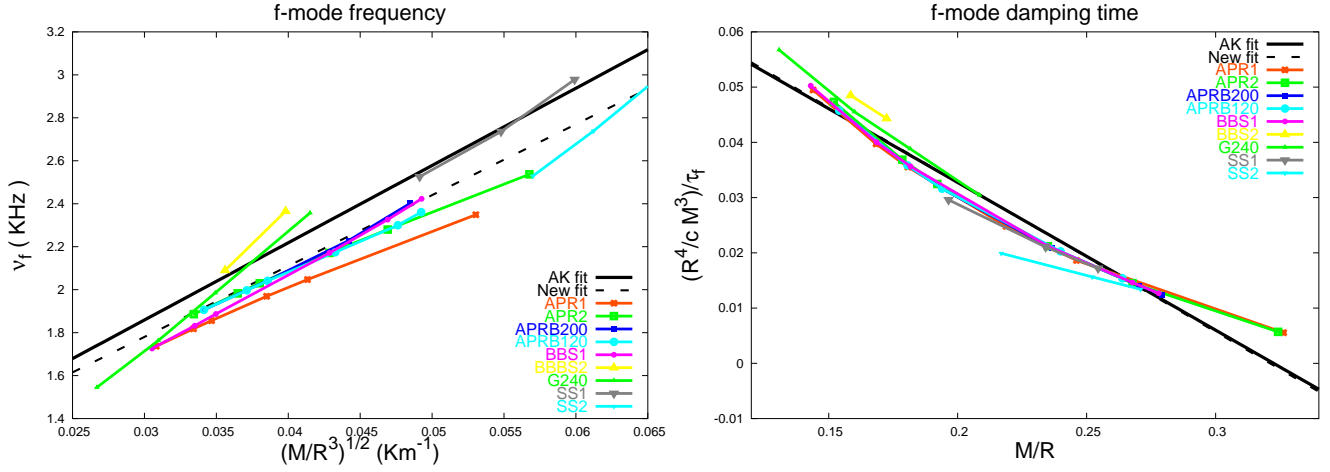 f-mode frequency
3.2
3
2.8
2.6
2.4
2.2
2
1.8
1.6
1.4
ν_f ( KHz )
0.025 0.03 0.035 0.04 0.045 0.05 0.055 0.06 0.065
(M/R^3)^{1/2} (Km^{-1})
AK fit
New fit
APR1
APR2
APRB200
APRB120
BBS1
BBBS2
G240
SS1
SS2
f-mode damping time
0.06
0.05
0.04
0.03
0.02
0.01
0
-0.01
(R^4/c M^3)/τ_f
0.15 0.2 0.25 0.3
M/R
AK fit
New fit
APR1
APR2
APRB200
APRB120
BBS1
BBS2
G240
SS1
SS2